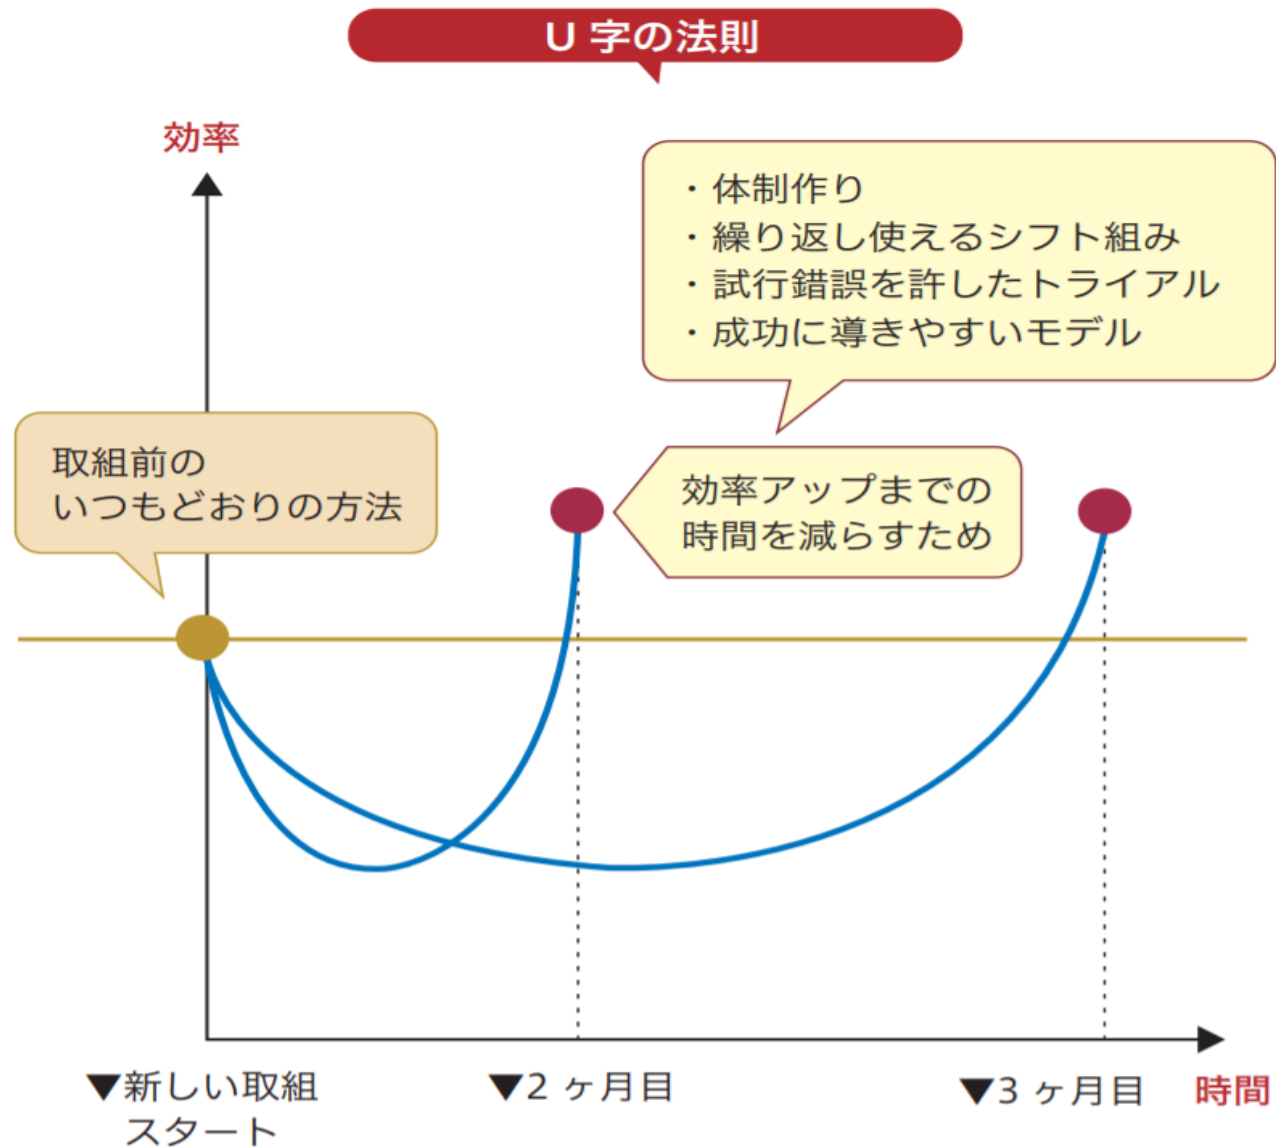 U 字の法則
効率
・体制作り
・繰り返し使えるシフト組み
・試行錯誤を許したトライアル
・成功に導きやすいモデル
取組前の
いつもどおりの方法
効率アップまでの
時間を減らすため
▼新しい取組
スタート
▼2 ヶ月目
▼3 ヶ月目
時間